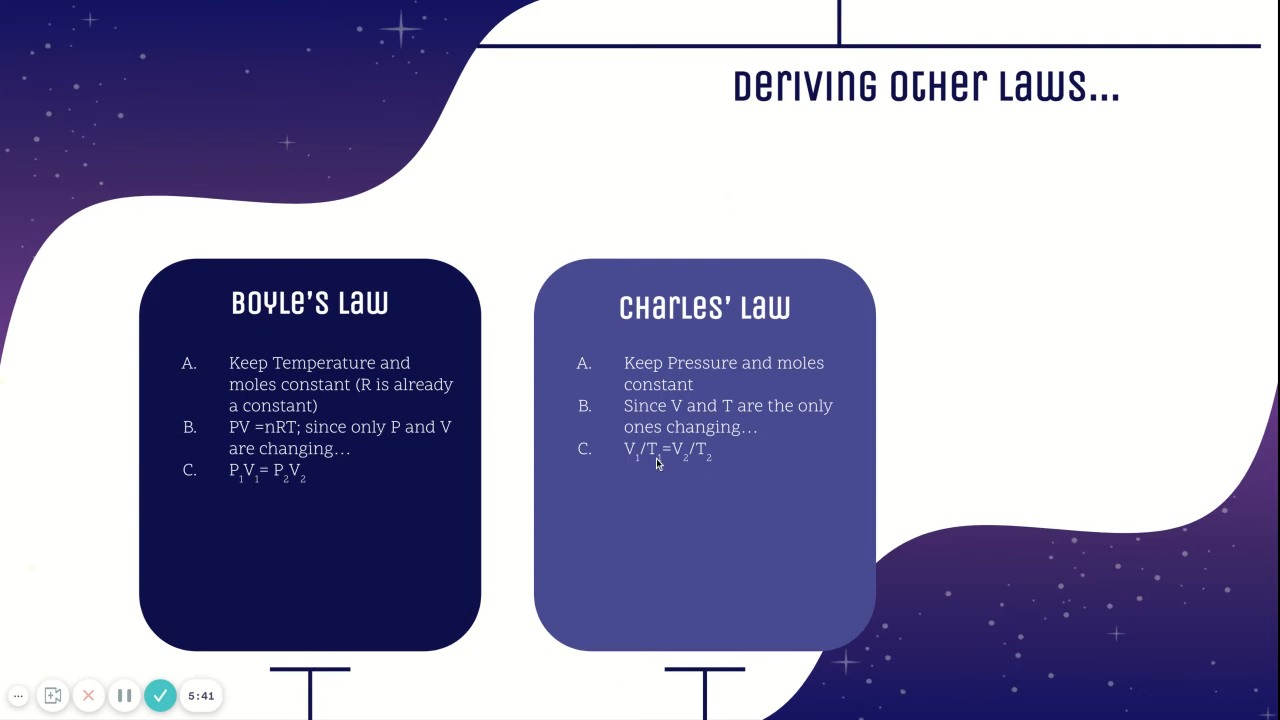 Deriving Other Laws...
Boyle's Law
A. Keep Temperature and
moles constant (R is already
a constant)
B. PV =nRT; since only P and V
are changing...
C. P₁V₁= P₂V₂
Charles' Law
A. Keep Pressure and moles
constant
B. Since V and T are the only
ones changing...
C. V₁/T₁=V₂/T₂
5:41